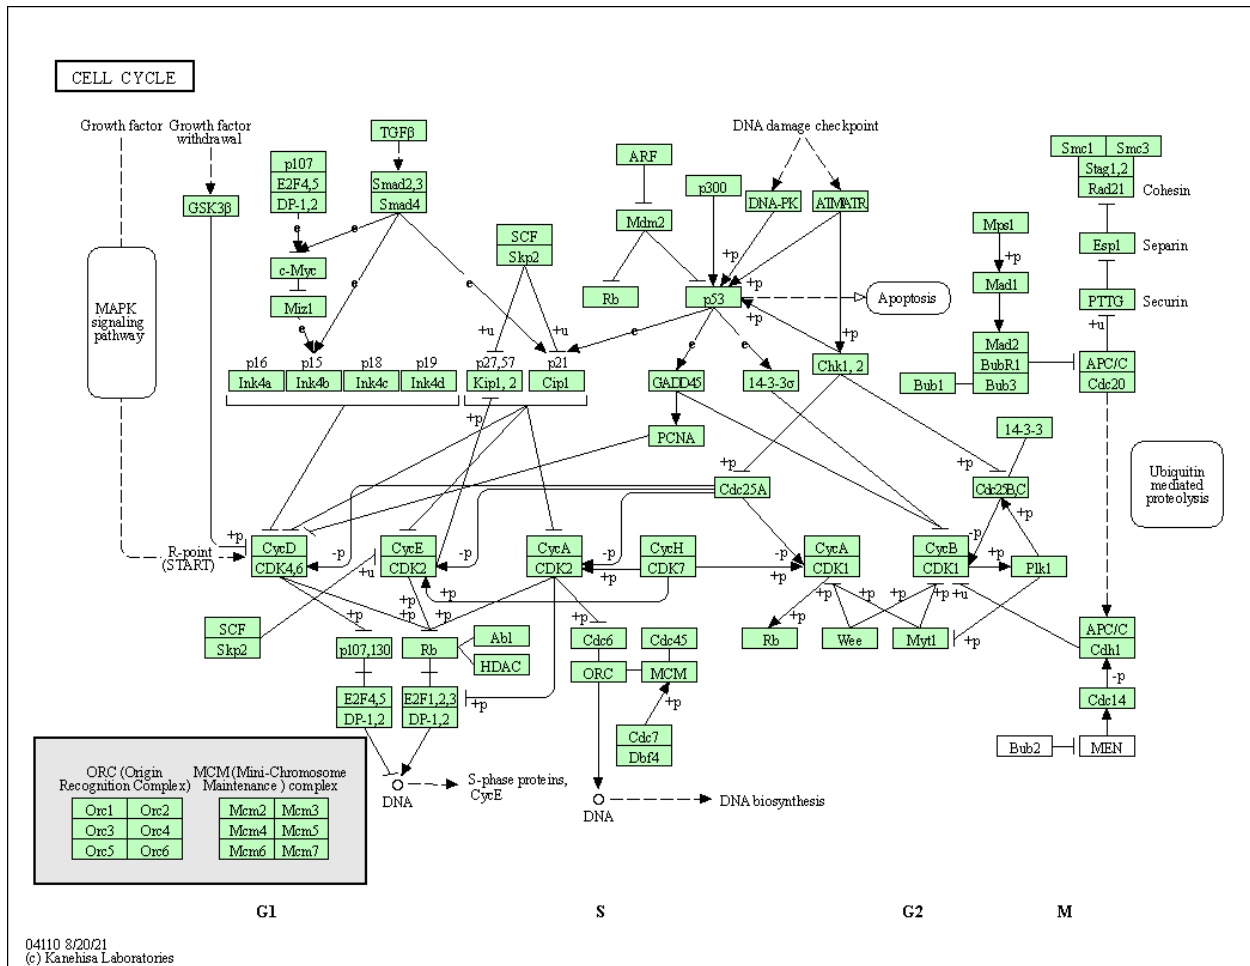 CELL CYCLE
Growth factor
Growth factor
withdrawal
TGFβ
DNA damage checkpoint
p107
E2F4,5
DP-1,2
Smad2,3
Smad4
ARF
p300
DNA-PK
ATM/ATR
Smc1
Smc3
Stag1,2
Rad21
Cohesin
GSK3β
e
e
SCF
Skp2
Mdm2
Mps1
+p
Esp1
Separin
c-Myc
Miz1
e
e
e
Rb
p53
+p
+p
+p
Apoptosis
Mad1
PTTG
Securin
+u
MAPK
signaling
pathway
+u
+u
e
e
e
+p
p16
Ink4a
p15
Ink4b
p18
Ink4c
p19
Ink4d
p27,57
Kip1, 2
p21
Cip1
GADD45
14-3-3σ
Chk1, 2
Mad2
BubR1
Bub3
Bub1
APC/C
Cdc20
+p
PCNA
14-3-3
+p
+p
Cdc25A
Cdc25B,C
Ubiquitin
mediated
proteolysis
R-point
(START)
+p
CycD
CDK4,6
-p
CycE
CDK2
-p
+u
CycA
CDK2
-p
+p
CycH
CDK7
+p
-p
CycA
CDK1
CycB
CDK1
-p
+p
+p
Plk1
SCF
Skp2
+p
+p
+p
+p
+p
+p
+p
+p
+p
+u
+p
p107,130
Rb
Abl
HDAC
Cdc6
Cdc45
ORC
MCM
Rb
Wee
Myt1
APC/C
Cdh1
-p
Cdc14
E2F4,5
DP-1,2
E2F1,2,3
DP-1,2
+p
+p
Cdc7
Dbf4
Bub2
MEN
DNA
S-phase proteins,
CycE
DNA
DNA biosynthesis
ORC (Origin
Recognition Complex)
MCM (Mini-Chromosome
Maintenance ) complex
Orc1
Orc2
Mcm2
Mcm3
Orc3
Orc4
Mcm4
Mcm5
Orc5
Orc6
Mcm6
Mcm7
G1
S
G2
M
04110 8/20/21
(c) Kanehisa Laboratories